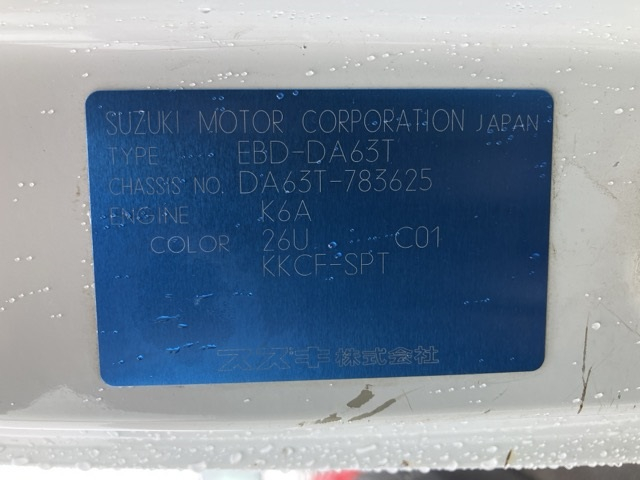 SUZUKI MOTOR CORPORATION JAPAN
TYPE EBD-DA63T
CHASSIS NO. DA63T-783625
ENGINE K6A
COLOR 26U C01
KKCF-SPT
スズキ株式会社